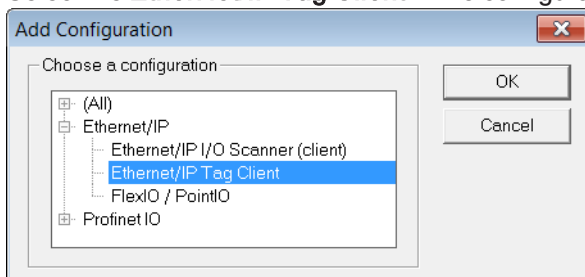 Add Configuration
Choose a configuration
OK
Cancel
(All)
Ethernet/IP
Ethernet/IP I/O Scanner (client)
Ethernet/IP Tag Client
FlexIO / PointIO
Profinet IO